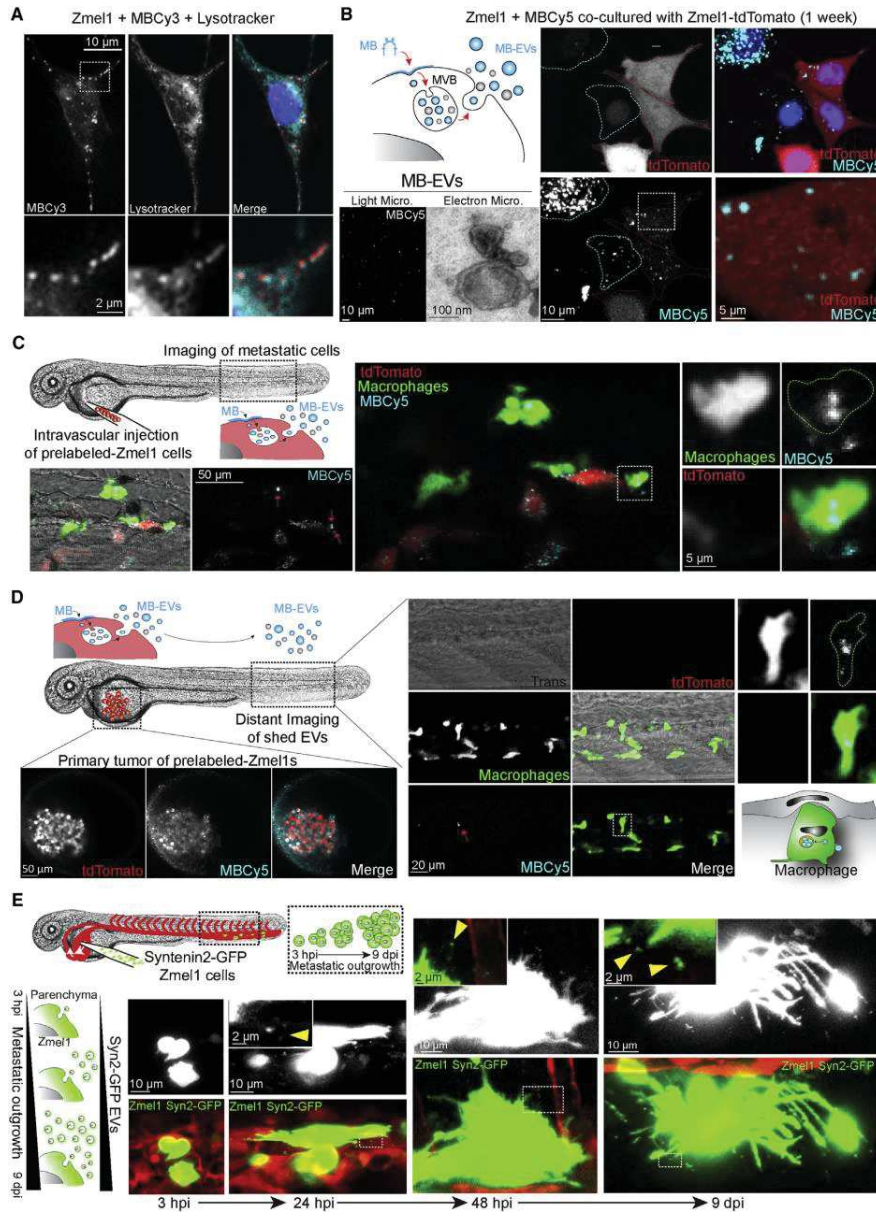 A
Zmel1 + MBCy3 + Lysotracker
10 µm
MBCy3
Lysotracker
Merge
2 µm
B
Zmel1 + MBCy5 co-cultured with Zmel1-tdTomato (1 week)
MB
MB-EVs
MVB
tdTomato
tdTomato
MBCy5
MB-EVs
Light Micro.
Electron Micro.
MBCy5
10 µm
100 nm
10 µm
MBCy5
5 µm
tdTomato
MBCy5
C
Imaging of metastatic cells
MB
MB-EVs
Intravascular injection
of prelabeled-Zmel1 cells
50 µm
MBCy5
tdTomato
Macrophages
MBCy5
Macrophages
MBCy5
tdTomato
5 µm
D
MB
MB-EVs
MB-EVs
Distant Imaging
of shed EVs
Primary tumor of prelabeled-Zmel1s
50 µm
tdTomato
MBCy5
Merge
Trans
tdTomato
Macrophages
20 µm
MBCy5
Merge
Macrophage
E
Syntenin2-GFP
Zmel1 cells
3 hpi
9 dpi
Metastatic outgrowth
3 hpi
Metastatic outgrowth
9 dpi
Parenchyma
Zmel1
Syn2-GFP EVs
10 µm
2 µm
10 µm
2 µm
10 µm
2 µm
10 µm
Zmel1 Syn2-GFP
Zmel1 Syn2-GFP
Zmel1 Syn2-GFP
Zmel1 Syn2-GFP
3 hpi
24 hpi
48 hpi
9 dpi